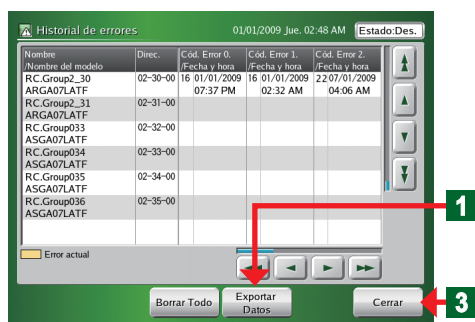 Historial de errores 01/01/2009 Jue. 02:48 AM Estado:Des.
Nombre Direc. Cód. Error 0. Cód. Error 1. Cód. Error 2.
/Nombre del modelo /Fecha y hora /Fecha y hora /Fecha y hora
RC.Group2_30 02-30-00 16 01/01/2009 16 01/01/2009 22 07/01/2009
ARGA07LATF 07:37 PM 02:32 AM 04:06 AM
RC.Group2_31 02-31-00
ARGA07LATF
RC.Group033 02-32-00
ASGA07LATF
RC.Group034 02-33-00
ASGA07LATF
RC.Group035 02-34-00
ASGA07LATF
RC.Group036 02-35-00
ASGA07LATF
1
Error actual
Borrar Todo Exportar Datos Cerrar 3